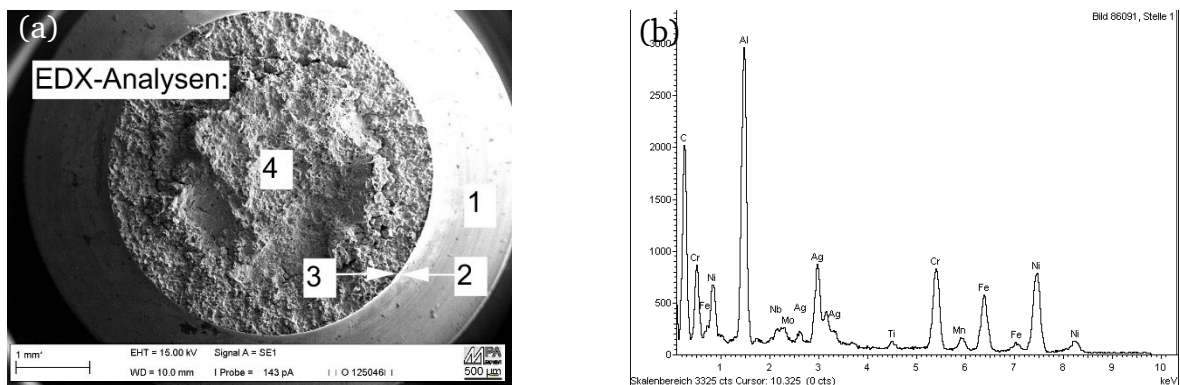 (a)
EDX-Analysen:
4
1
3
2
1 mm*
EHT = 15.00 kV
Signal A = SE1
WD = 10.0 mm
I Probe = 143 pA
500 µm
(b)
Bild 86091, Stelle 1
3000
2500
2000
1500
1000
500
0
C
Cr
Fe
Ni
Al
Nb
Mo
Ag
Ag
Ag
Ti
Cr
Mn
Fe
Fe
Ni
Ni
1 2 3 4 5 6 7 8 9 10
keV
Skalenbereich 3325 cts Cursor: 10.325 (0 cts)